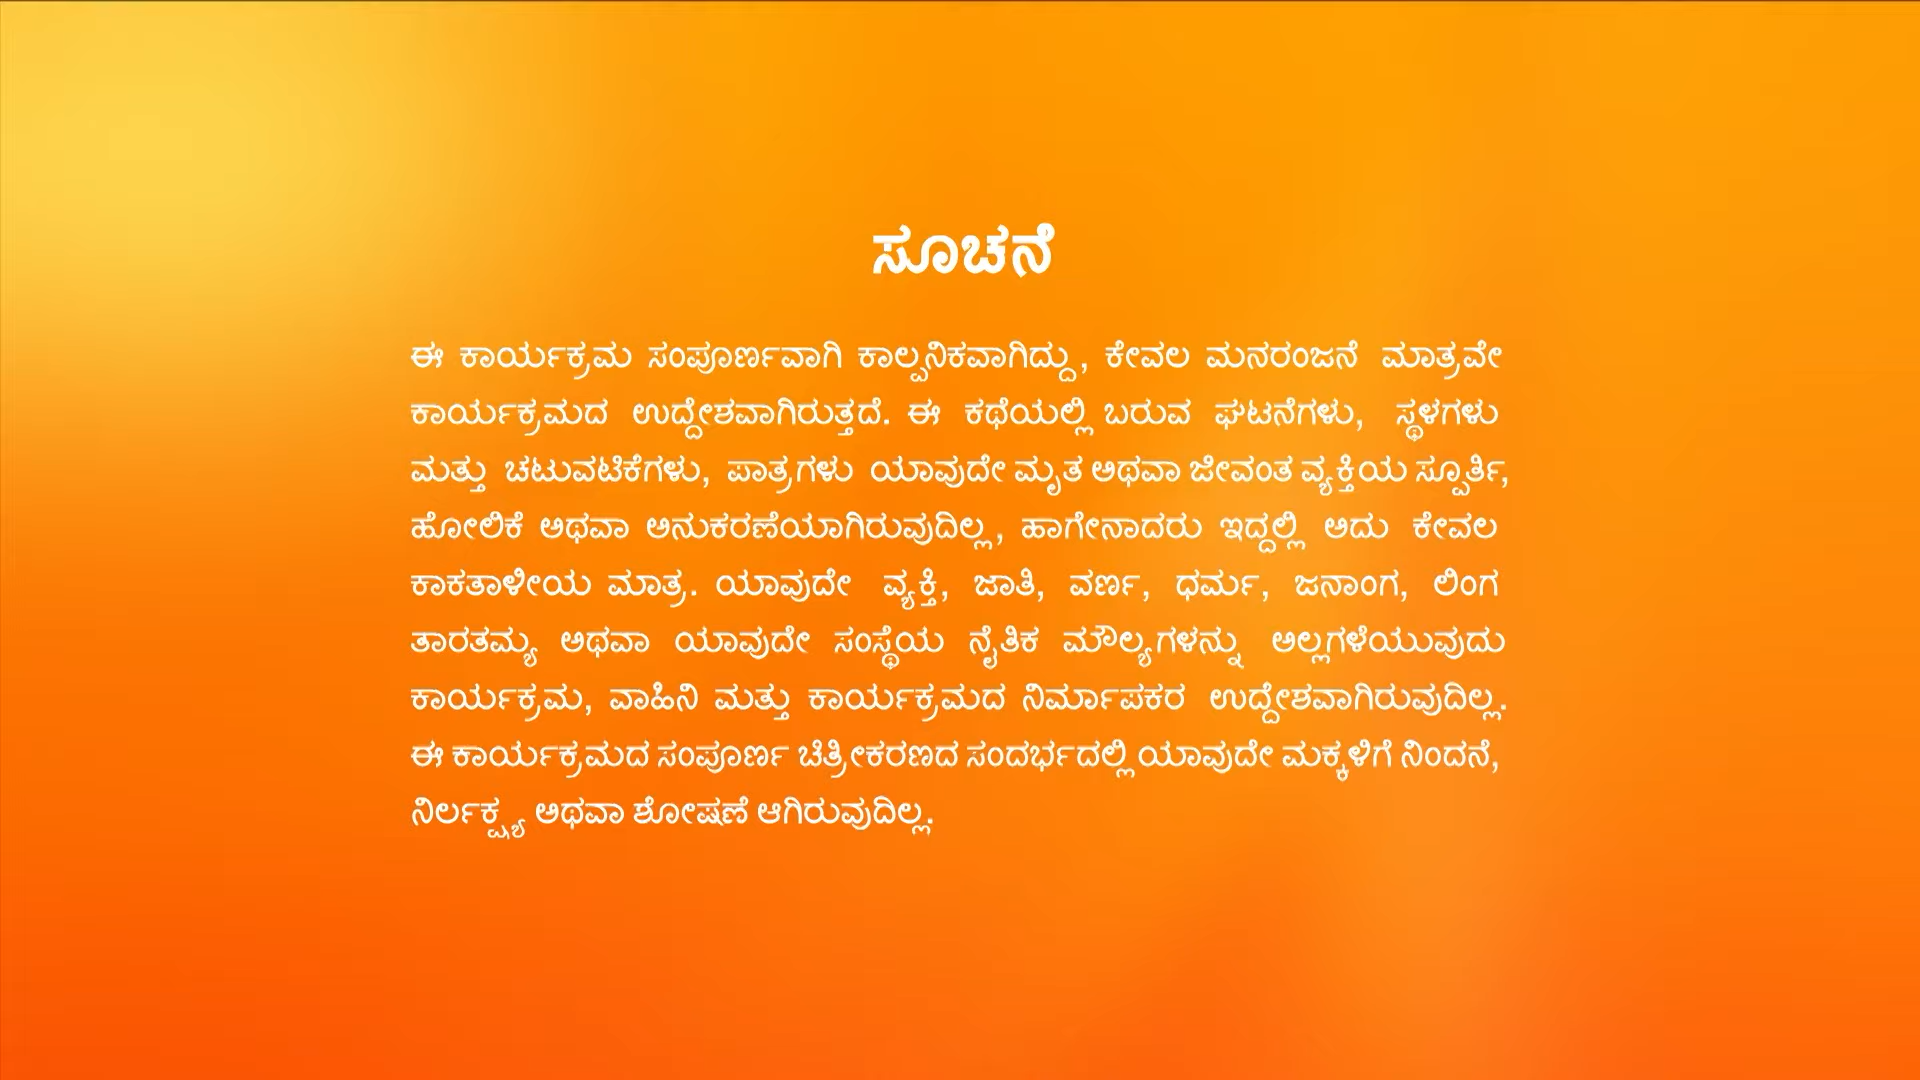 ಸೂಚನೆ
ಈ ಕಾರ್ಯಕ್ರಮ ಸಂಪೂರ್ಣವಾಗಿ ಕಾಲ್ಪನಿಕವಾಗಿದ್ದು, ಕೇವಲ ಮನರಂಜನೆ ಮಾತ್ರವೇ
ಕಾರ್ಯಕ್ರಮದ ಉದ್ದೇಶವಾಗಿರುತ್ತದೆ. ಈ ಕಥೆಯಲ್ಲಿ ಬರುವ ಘಟನೆಗಳು, ಸ್ಥಳಗಳು
ಮತ್ತು ಚಟುವಟಿಕೆಗಳು, ಪಾತ್ರಗಳು ಯಾವುದೇ ಮೃತ ಅಥವಾ ಜೀವಂತ ವ್ಯಕ್ತಿಯ ಸ್ಪೂರ್ತಿ,
ಹೋಲಿಕೆ ಅಥವಾ ಅನುಕರಣೆಯಾಗಿರುವುದಿಲ್ಲ, ಹಾಗೇನಾದರು ಇದ್ದಲ್ಲಿ ಅದು ಕೇವಲ
ಕಾಕತಾಳೀಯ ಮಾತ್ರ. ಯಾವುದೇ ವ್ಯಕ್ತಿ, ಜಾತಿ, ವರ್ಣ, ಧರ್ಮ, ಜನಾಂಗ, ಲಿಂಗ
ತಾರತಮ್ಯ ಅಥವಾ ಯಾವುದೇ ಸಂಸ್ಥೆಯ ನೈತಿಕ ಮೌಲ್ಯಗಳನ್ನು ಅಲ್ಲಗಳೆಯುವುದು
ಕಾರ್ಯಕ್ರಮ, ವಾಹಿನಿ ಮತ್ತು ಕಾರ್ಯಕ್ರಮದ ನಿರ್ಮಾಪಕರ ಉದ್ದೇಶವಾಗಿರುವುದಿಲ್ಲ.
ಈ ಕಾರ್ಯಕ್ರಮದ ಸಂಪೂರ್ಣ ಚಿತ್ರೀಕರಣದ ಸಂದರ್ಭದಲ್ಲಿ ಯಾವುದೇ ಮಕ್ಕಳಿಗೆ ನಿಂದನೆ,
ನಿರ್ಲಕ್ಷ್ಯ ಅಥವಾ ಶೋಷಣೆ ಆಗಿರುವುದಿಲ್ಲ.